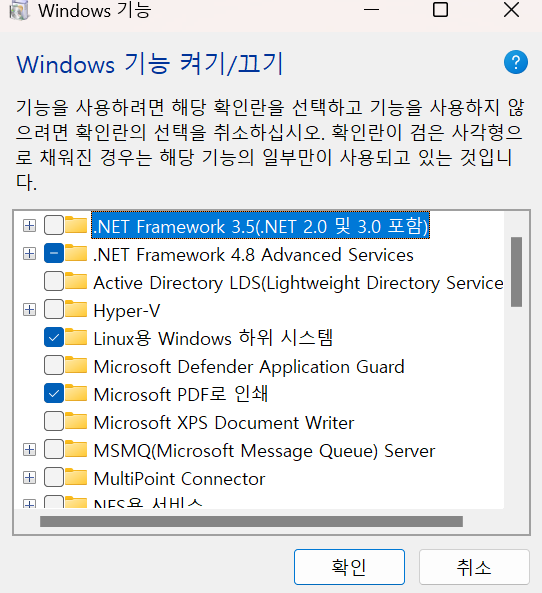 Windows 기능
Windows 기능 켜기/끄기
기능을 사용하려면 해당 확인란을 선택하고 기능을 사용하지 않
으려면 확인란의 선택을 취소하십시오. 확인란이 검은 사각형으
로 채워진 경우는 해당 기능의 일부만이 사용되고 있는 것입니
다.
.NET Framework 3.5(.NET 2.0 및 3.0 포함)
.NET Framework 4.8 Advanced Services
Active Directory LDS(Lightweight Directory Service
Hyper-V
Linux용 Windows 하위 시스템
Microsoft Defender Application Guard
Microsoft PDF로 인쇄
Microsoft XPS Document Writer
MSMQ(Microsoft Message Queue) Server
MultiPoint Connector
NFS용 서비스
확인 취소